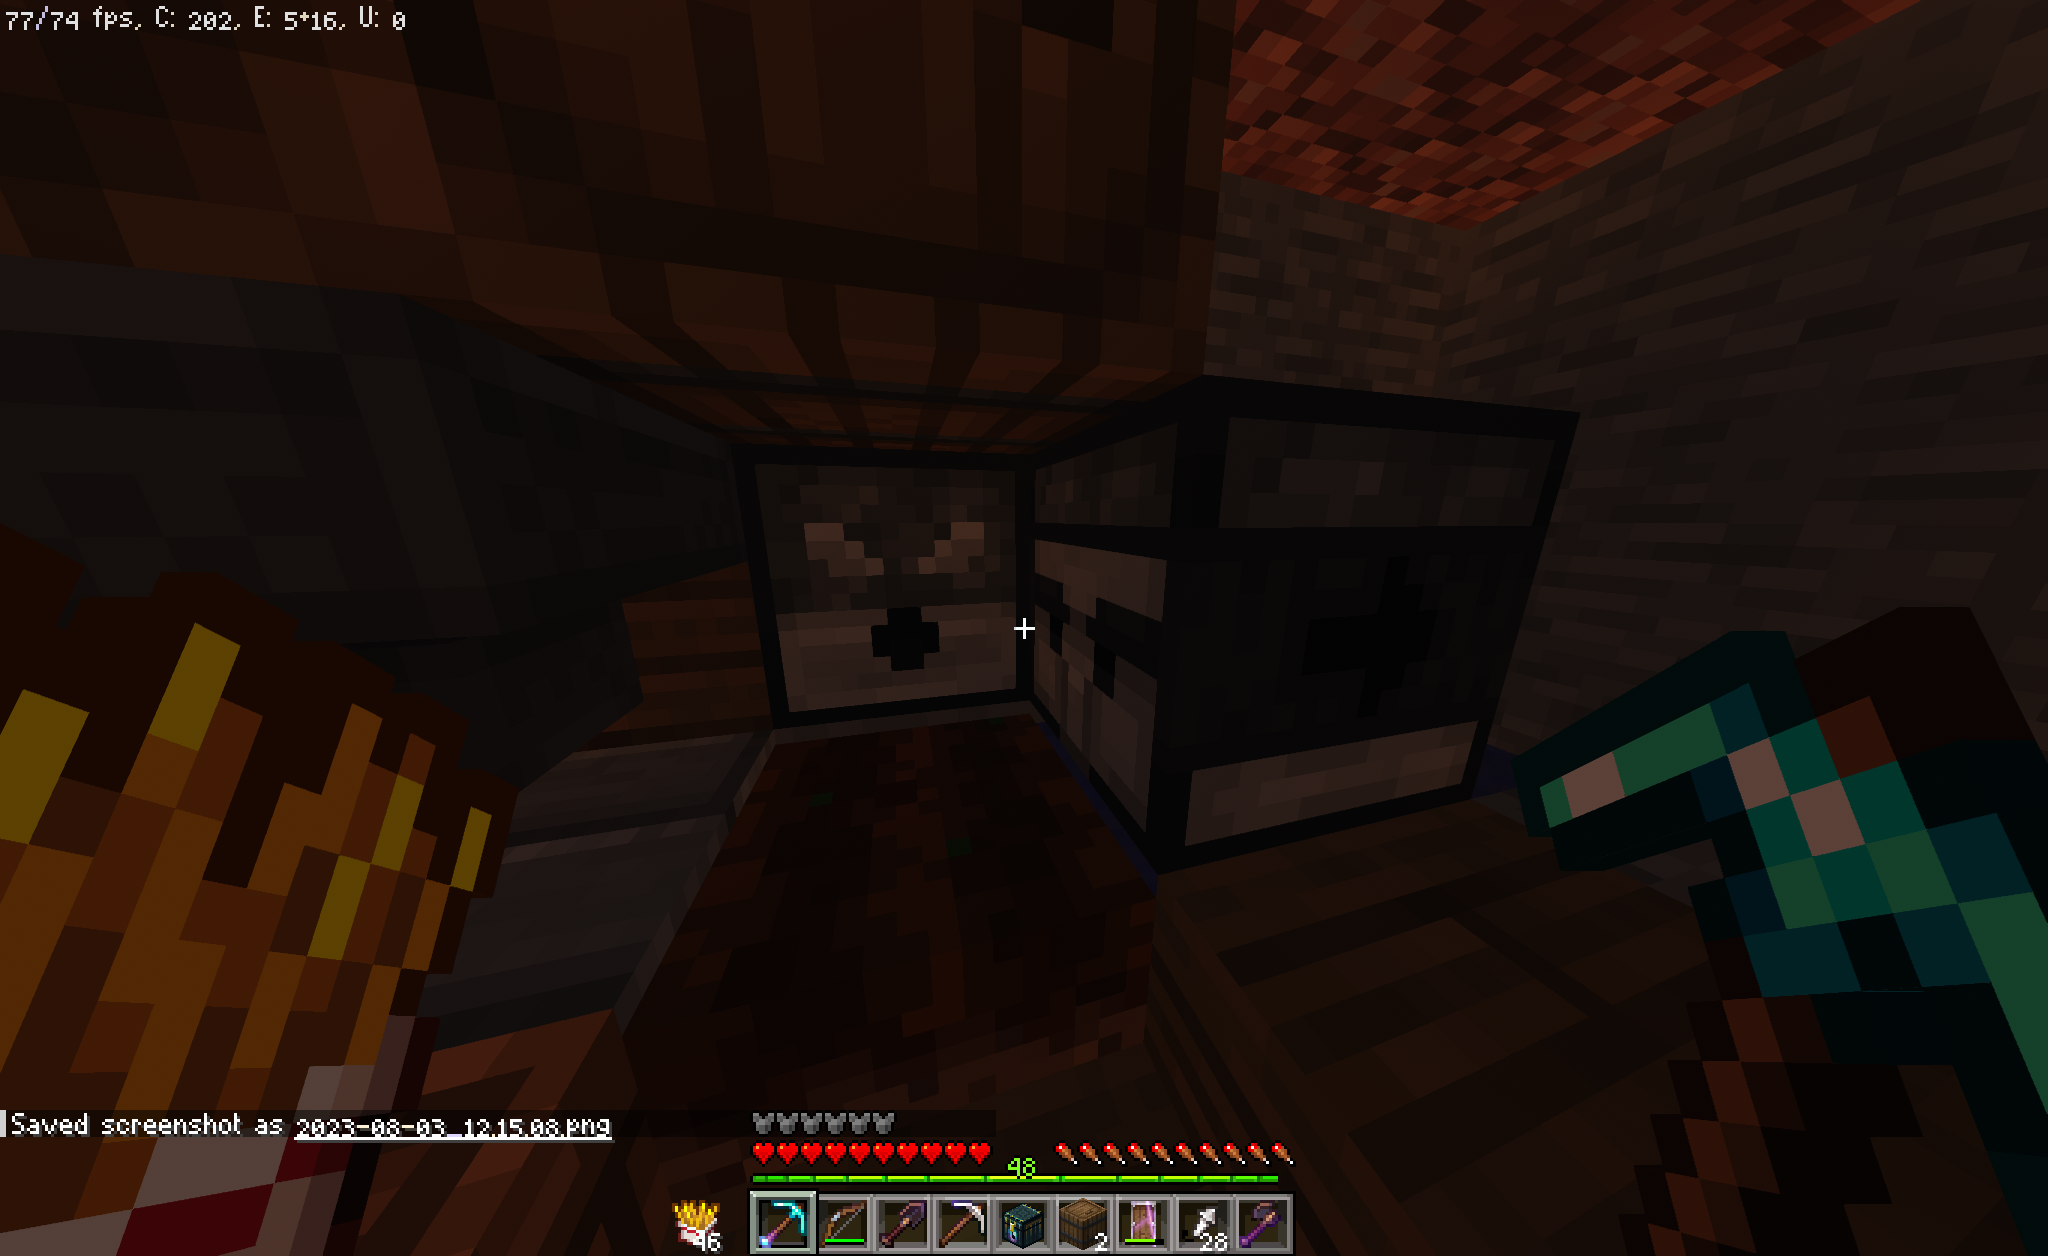 77/74 fps, C: 202, E: 5+16, U: 0
Saved screenshot as 2023-08-03_12.15.08.png
48
46
2
28